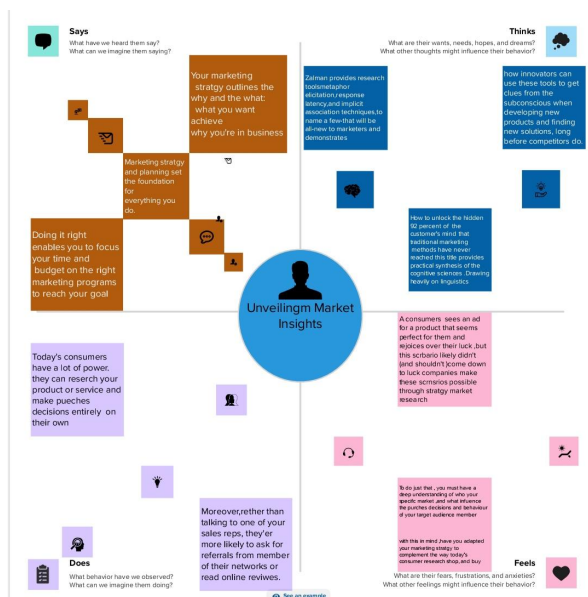 Says
What have we heard them say?
What can we imagine them saying?
Your marketing
stratgy outlines the
why and the what:
what you want
achieve
why you're in business
Marketing stratgy
and planning set
the foundation
for
everything you
do.
Doing it right
enables you to focus
your time and
budget on the right
marketing programs
to reach your goal
Thinks
What are their wants, needs, hopes, and dreams?
What other thoughts might influence their behavior?
Zalman provides research
toolsmetaphor
elicitation,response
latency,and implicit
association techniques,to
name a few-that will be
all-new to marketers and
demonstrates
how innovators can
use these tools to get
clues from the
subconscious when
developing new
products and finding
new solutions, long
before competitors do.
How to unlock the hidden
'92 percent of the
customer's mind that
traditional marketing
methods have never
reached this title provides
practical synthesis of the
cognitive sciences .Drawing
heavily on linguistics
Unveilingm Market
Insights
Today's consumers
have a lot of power.
they can reserch your
product or service and
make pueches
decisions entirely on
their own
Moreover,rether than
talking to one of your
sales reps, they'er
more likely to ask for
referrals from member
of their networks or
read online reviwes.
Does
What behavior have we observed?
What can we imagine them doing?
A consumers sees an ad
for a product that seems
perfect for them and
rejoices over their luck ,but
this scrbario likely didn't
(and shouldn't )come down
to luck companies make
these scrnsrios possible
through stratgy market
research
To do just that , you must have a
deep understanding of who your
specific market ,and what influence
the purches decisions and behaviour
of your target audience member
with this in mind ,have you adapted
your marketing stratgy to
complement the way today's
consumer research shop, and buy
Feels
What are their fears, frustrations, and anxieties?
What other feelings might influence their behavior?
See an example